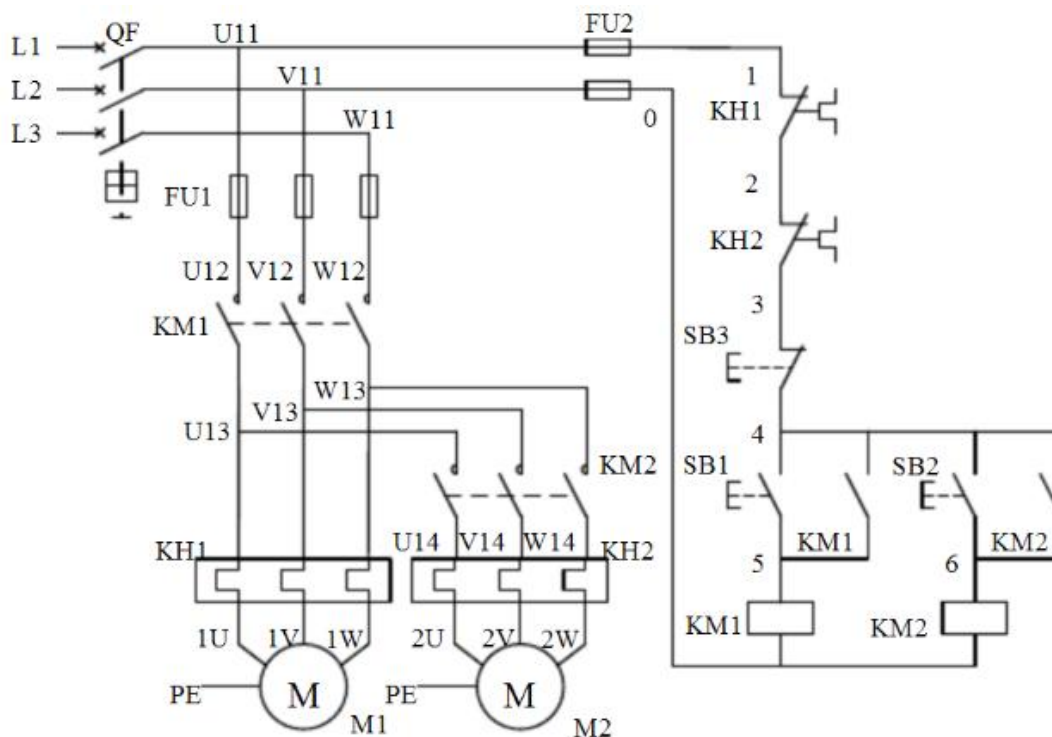 QF U11 FU2
L1
V11 1
L2
KH1
W11 0
L3
FU1 2
KH2
U12 V12 W12
3
KM1
SB3
W13
V13
U13 4
KM2
SB1 SB2
U14 V14 W14
KH1 KH2
KM1 KM2
5 6
KM1 KM2
1U 1V 1W 2U 2V 2W
PE M PE M
M1 M2